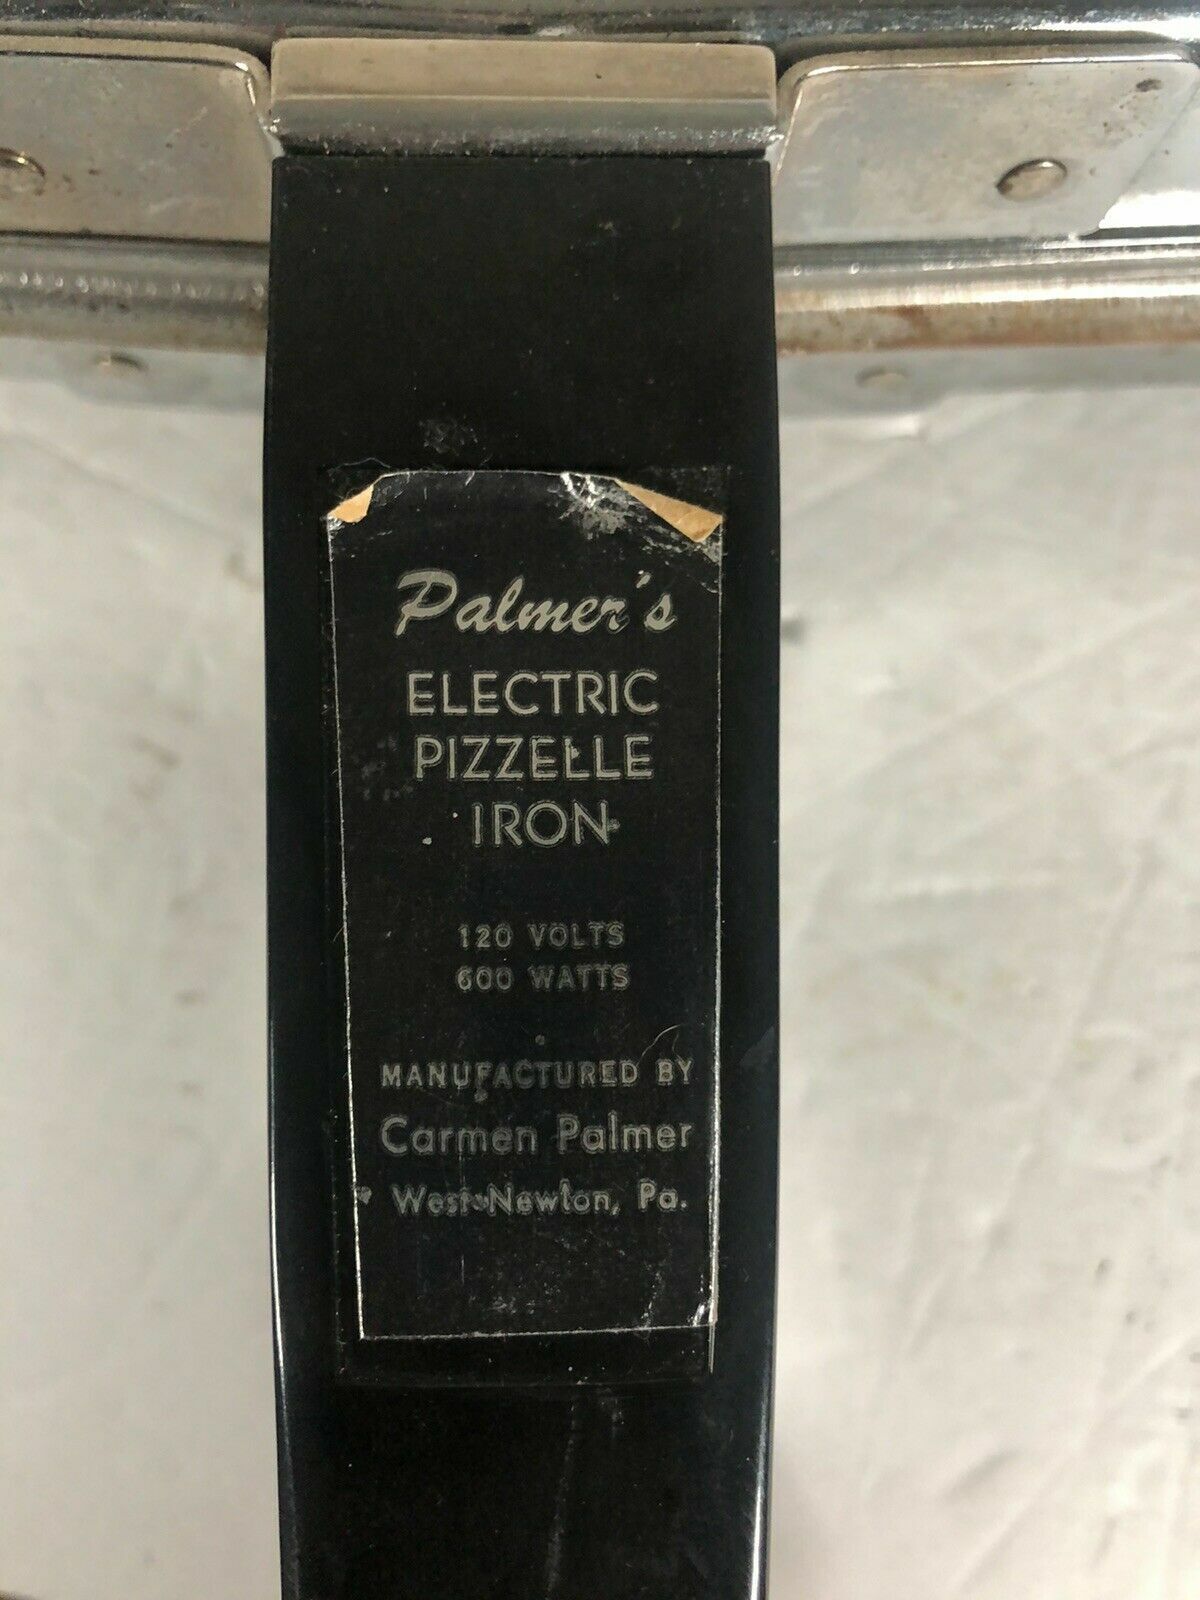 Palmer's
ELECTRIC
PIZZELLE
IRON
120 VOLTS
600 WATTS
MANUFACTURED BY
Carmen Palmer
West Newton, Pa.